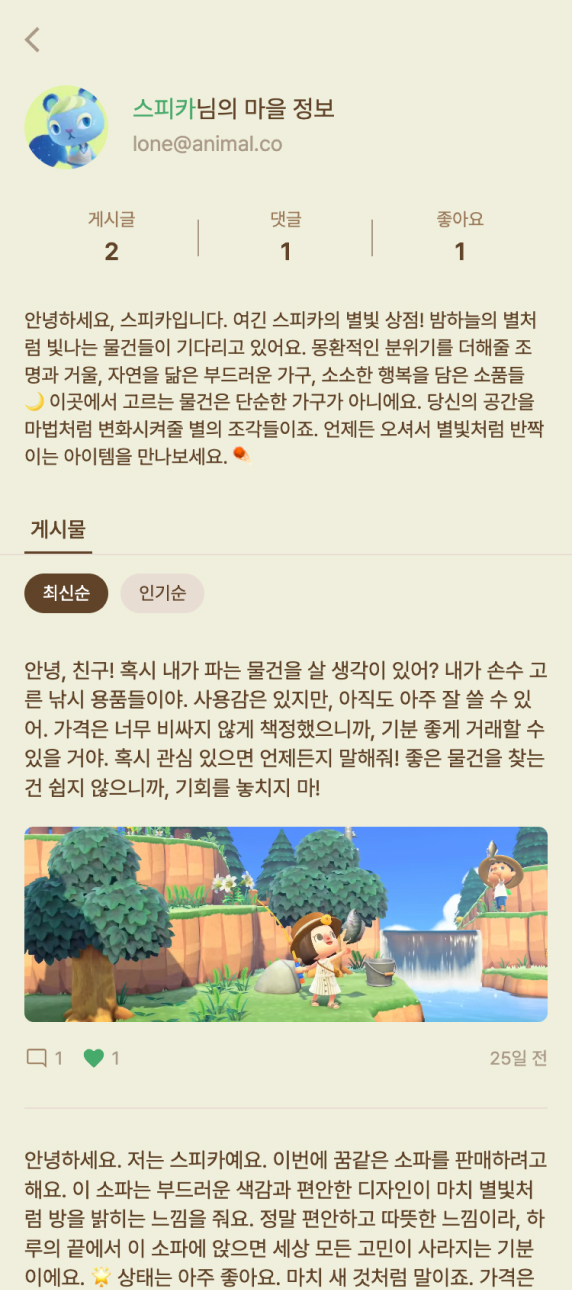 스피카님의 마을 정보
lone@animal.co
게시글
댓글
좋아요
2
1
1
안녕하세요, 스피카입니다. 여긴 스피카의 별빛 상점! 밤하늘의 별처
럼 빛나는 물건들이 기다리고 있어요. 몽환적인 분위기를 더해줄 조
명과 거울, 자연을 닮은 부드러운 가구, 소소한 행복을 담은 소품들
🌙 이곳에서 고르는 물건은 단순한 가구가 아니에요. 당신의 공간을
마법처럼 변화시켜줄 별의 조각들이죠. 언제든 오셔서 별빛처럼 반짝
이는 아이템을 만나보세요. ☄️
게시물
최신순
인기순
안녕, 친구! 혹시 내가 파는 물건을 살 생각이 있어? 내가 손수 고
른 낚시 용품들이야. 사용감은 있지만, 아직도 아주 잘 쓸 수 있
어. 가격은 너무 비싸지 않게 책정했으니까, 기분 좋게 거래할 수
있을 거야. 혹시 관심 있으면 언제든지 말해줘! 좋은 물건을 찾는
건 쉽지 않으니까, 기회를 놓치지 마!
1
1
25일 전
안녕하세요. 저는 스피카예요. 이번에 꿈같은 소파를 판매하려고
해요. 이 소파는 부드러운 색감과 편안한 디자인이 마치 별빛처
럼 방을 밝히는 느낌을 줘요. 정말 편안하고 따뜻한 느낌이라, 하
루의 끝에서 이 소파에 앉으면 세상 모든 고민이 사라지는 기분
이에요. 🌟 상태는 아주 좋아요. 마치 새 것처럼 말이죠. 가격은